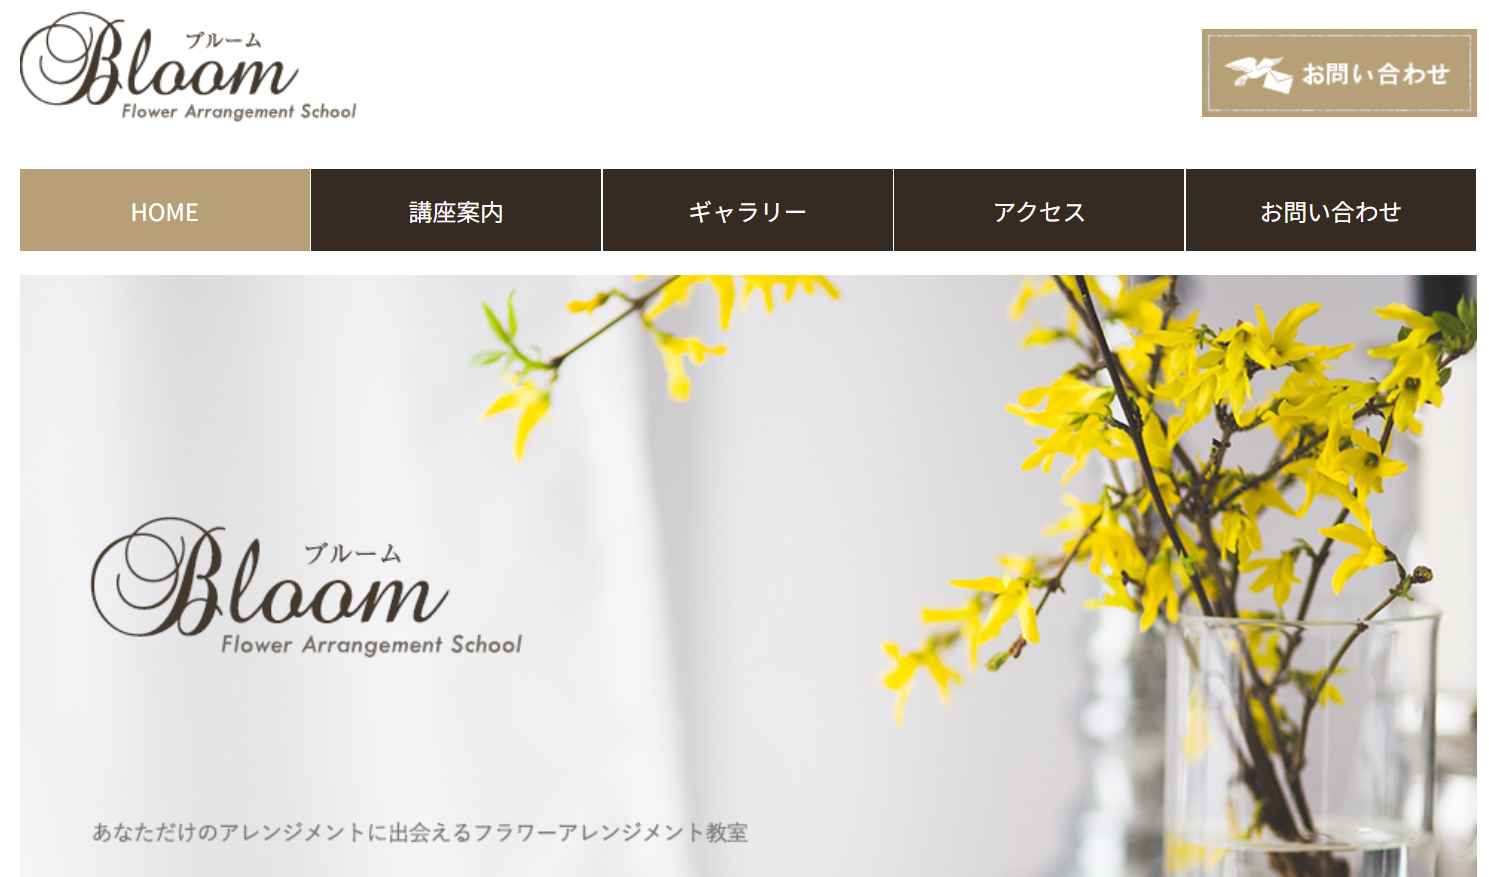 ブルーム
Bloom
Flower Arrangement School
お問い合わせ
HOME
講座案内
ギャラリー
アクセス
お問い合わせ
ブルーム
Bloom
Flower Arrangement School
あなただけのアレンジメントに出会えるフラワーアレンジメント教室